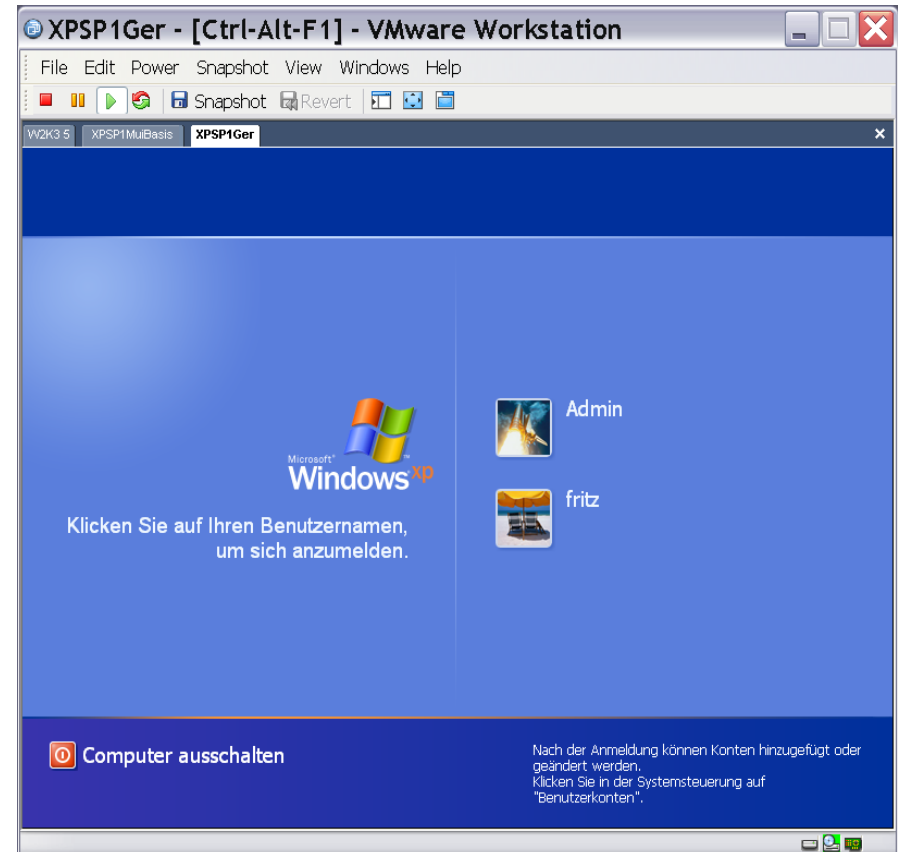 XPSP1Ger - [Ctrl-Alt-F1] - VMware Workstation
File Edit Power Snapshot View Windows Help
Snapshot Revert
W2K3 5 XPSP1MuiBasis XPSP1Ger
Microsoft
Windows xp
Klicken Sie auf Ihren Benutzernamen,
um sich anzumelden.
Admin
fritz
Computer ausschalten
Nach der Anmeldung können Konten hinzugefügt oder
geändert werden.
Klicken Sie in der Systemsteuerung auf
"Benutzerkonten".